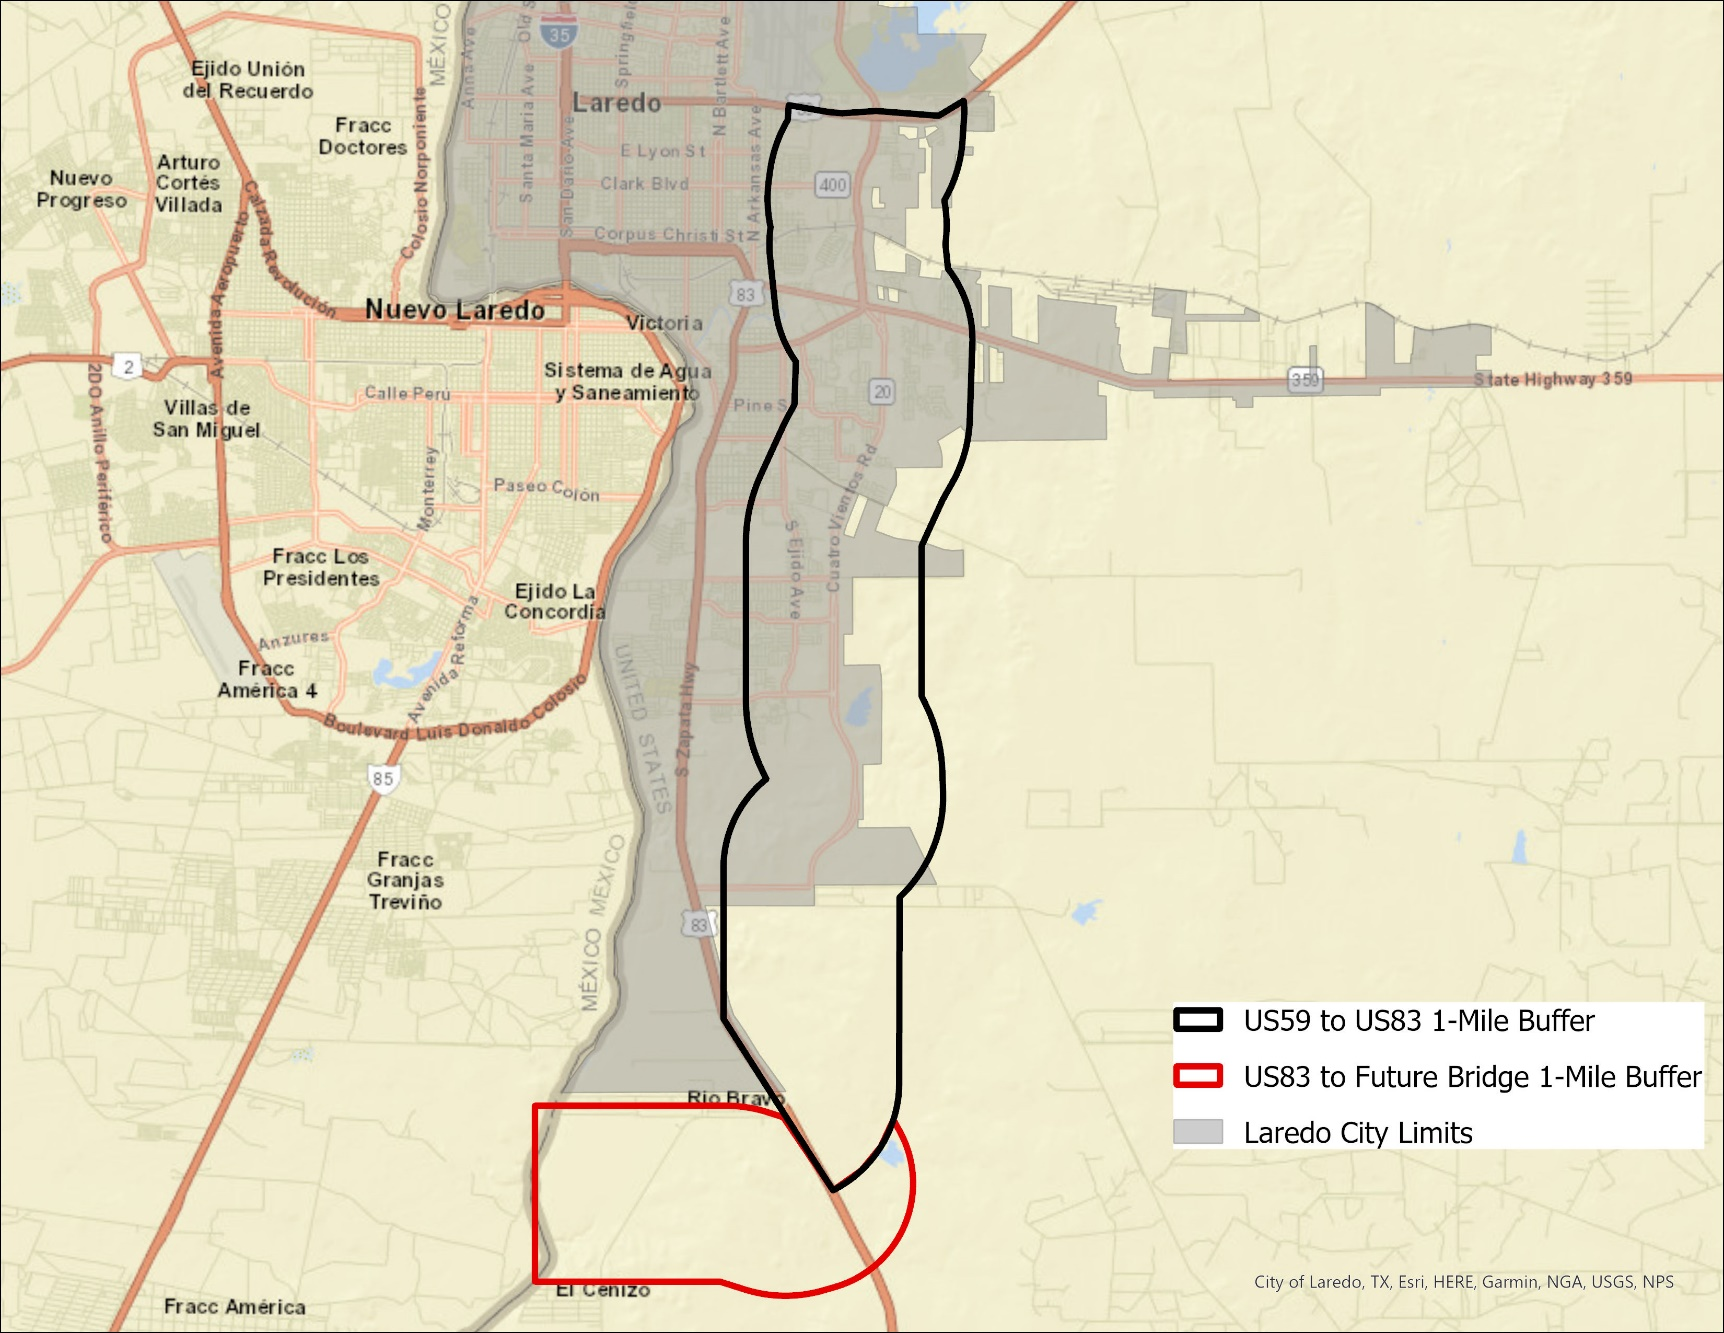 MÉXICO
Anna Ave
Old S
35
Springfield
N Bartlett Ave
Ejido Unión
del Recuerdo
Laredo
Fracc
Doctores
Santa Maria Ave
San Dario Ave
N Arkansas Ave
E Lyon St
Arturo
Cortés
Villada
Nuevo
Progreso
Colosio Norponiente
Clark Blvd
400
Calzada Revolución
Avenida Aeropuerto
Corpus Christi St
83
Nuevo Laredo
Victoria
2
Sistema de Agua
y Saneamiento
359
State Highway 359
2DO Anillo Periférico
Calle Perú
20
Villas de
San Miguel
Pine S
Monterrey
Paseo Colón
Cuatro Vientos Rd
S Ejido Ave
Fracc Los
Presidentes
Ejido La
Concordia
Anzures
Avenida Reforma
UNITED STATES
S Zapata Hwy
Fracc
América 4
Boulevard Luis Donaldo Colosio
85
Fracc
Granjas
Treviño
MÉXICO MÉXICO
83
US59 to US83 1-Mile Buffer
US83 to Future Bridge 1-Mile Buffer
Laredo City Limits
Rio Bravo
El Cenizo
City of Laredo, TX, Esri, HERE, Garmin, NGA, USGS, NPS
Fracc América